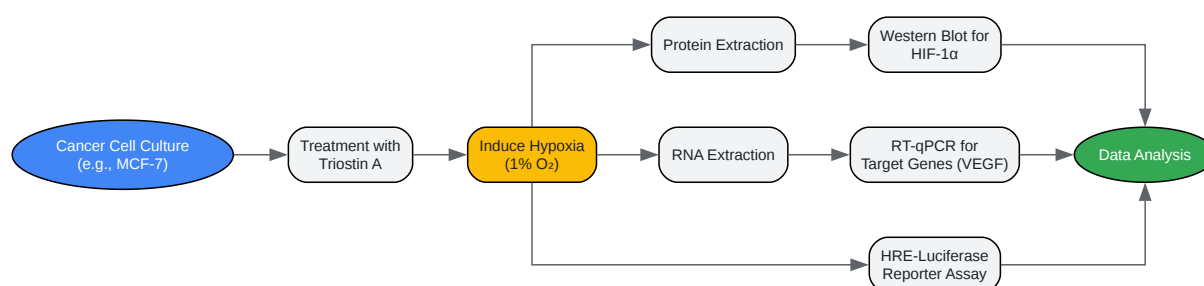 Cancer Cell Culture
(e.g., MCF-7)
Treatment with
Triostin A
Induce Hypoxia
(1% O₂)
Protein Extraction
Western Blot for
HIF-1α
RNA Extraction
RT-qPCR for
Target Genes (VEGF)
HRE-Luciferase
Reporter Assay
Data Analysis